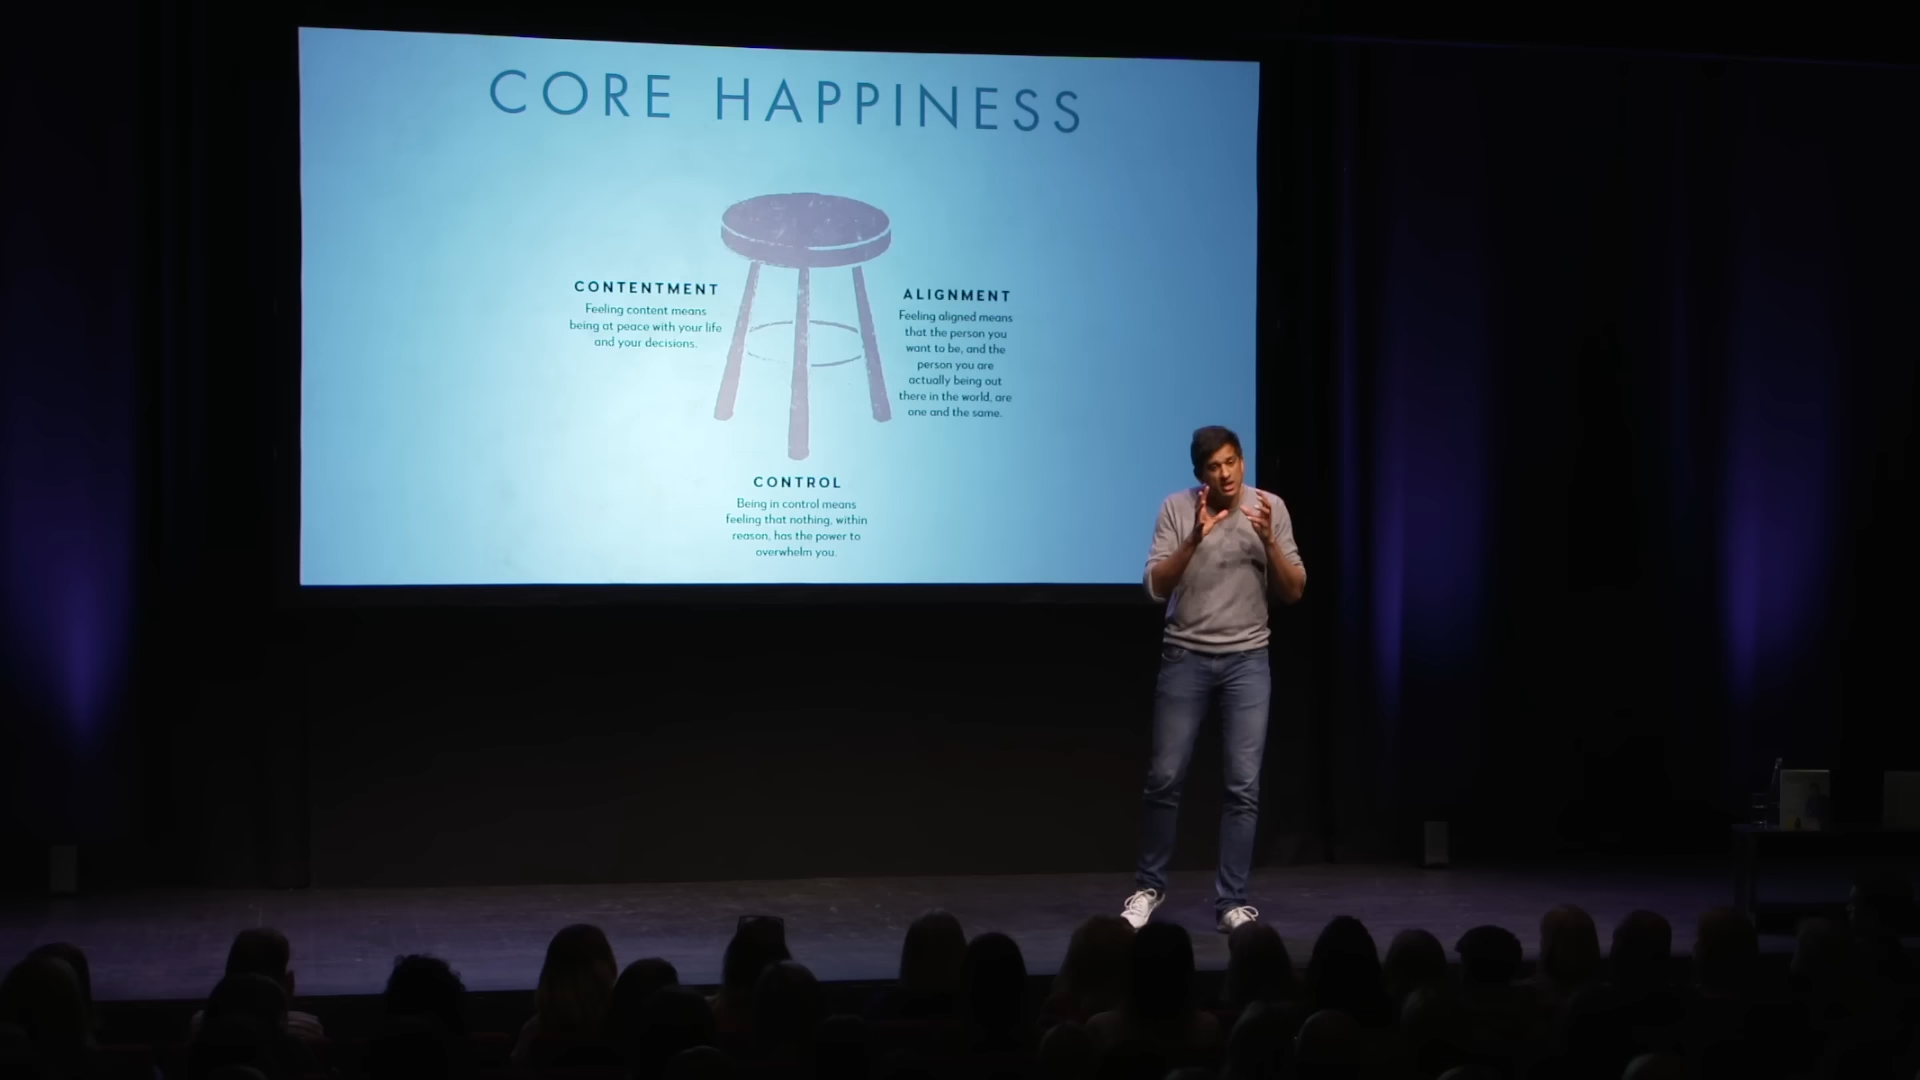 CORE HAPPINESS
CONTENTMENT
Feeling content means
being at peace with your life
and your decisions.
ALIGNMENT
Feeling aligned means
that the person you
want to be, and the
person you are
actually being out
there in the world, are
one and the same.
CONTROL
Being in control means
feeling that nothing, within
reason, has the power to
overwhelm you.